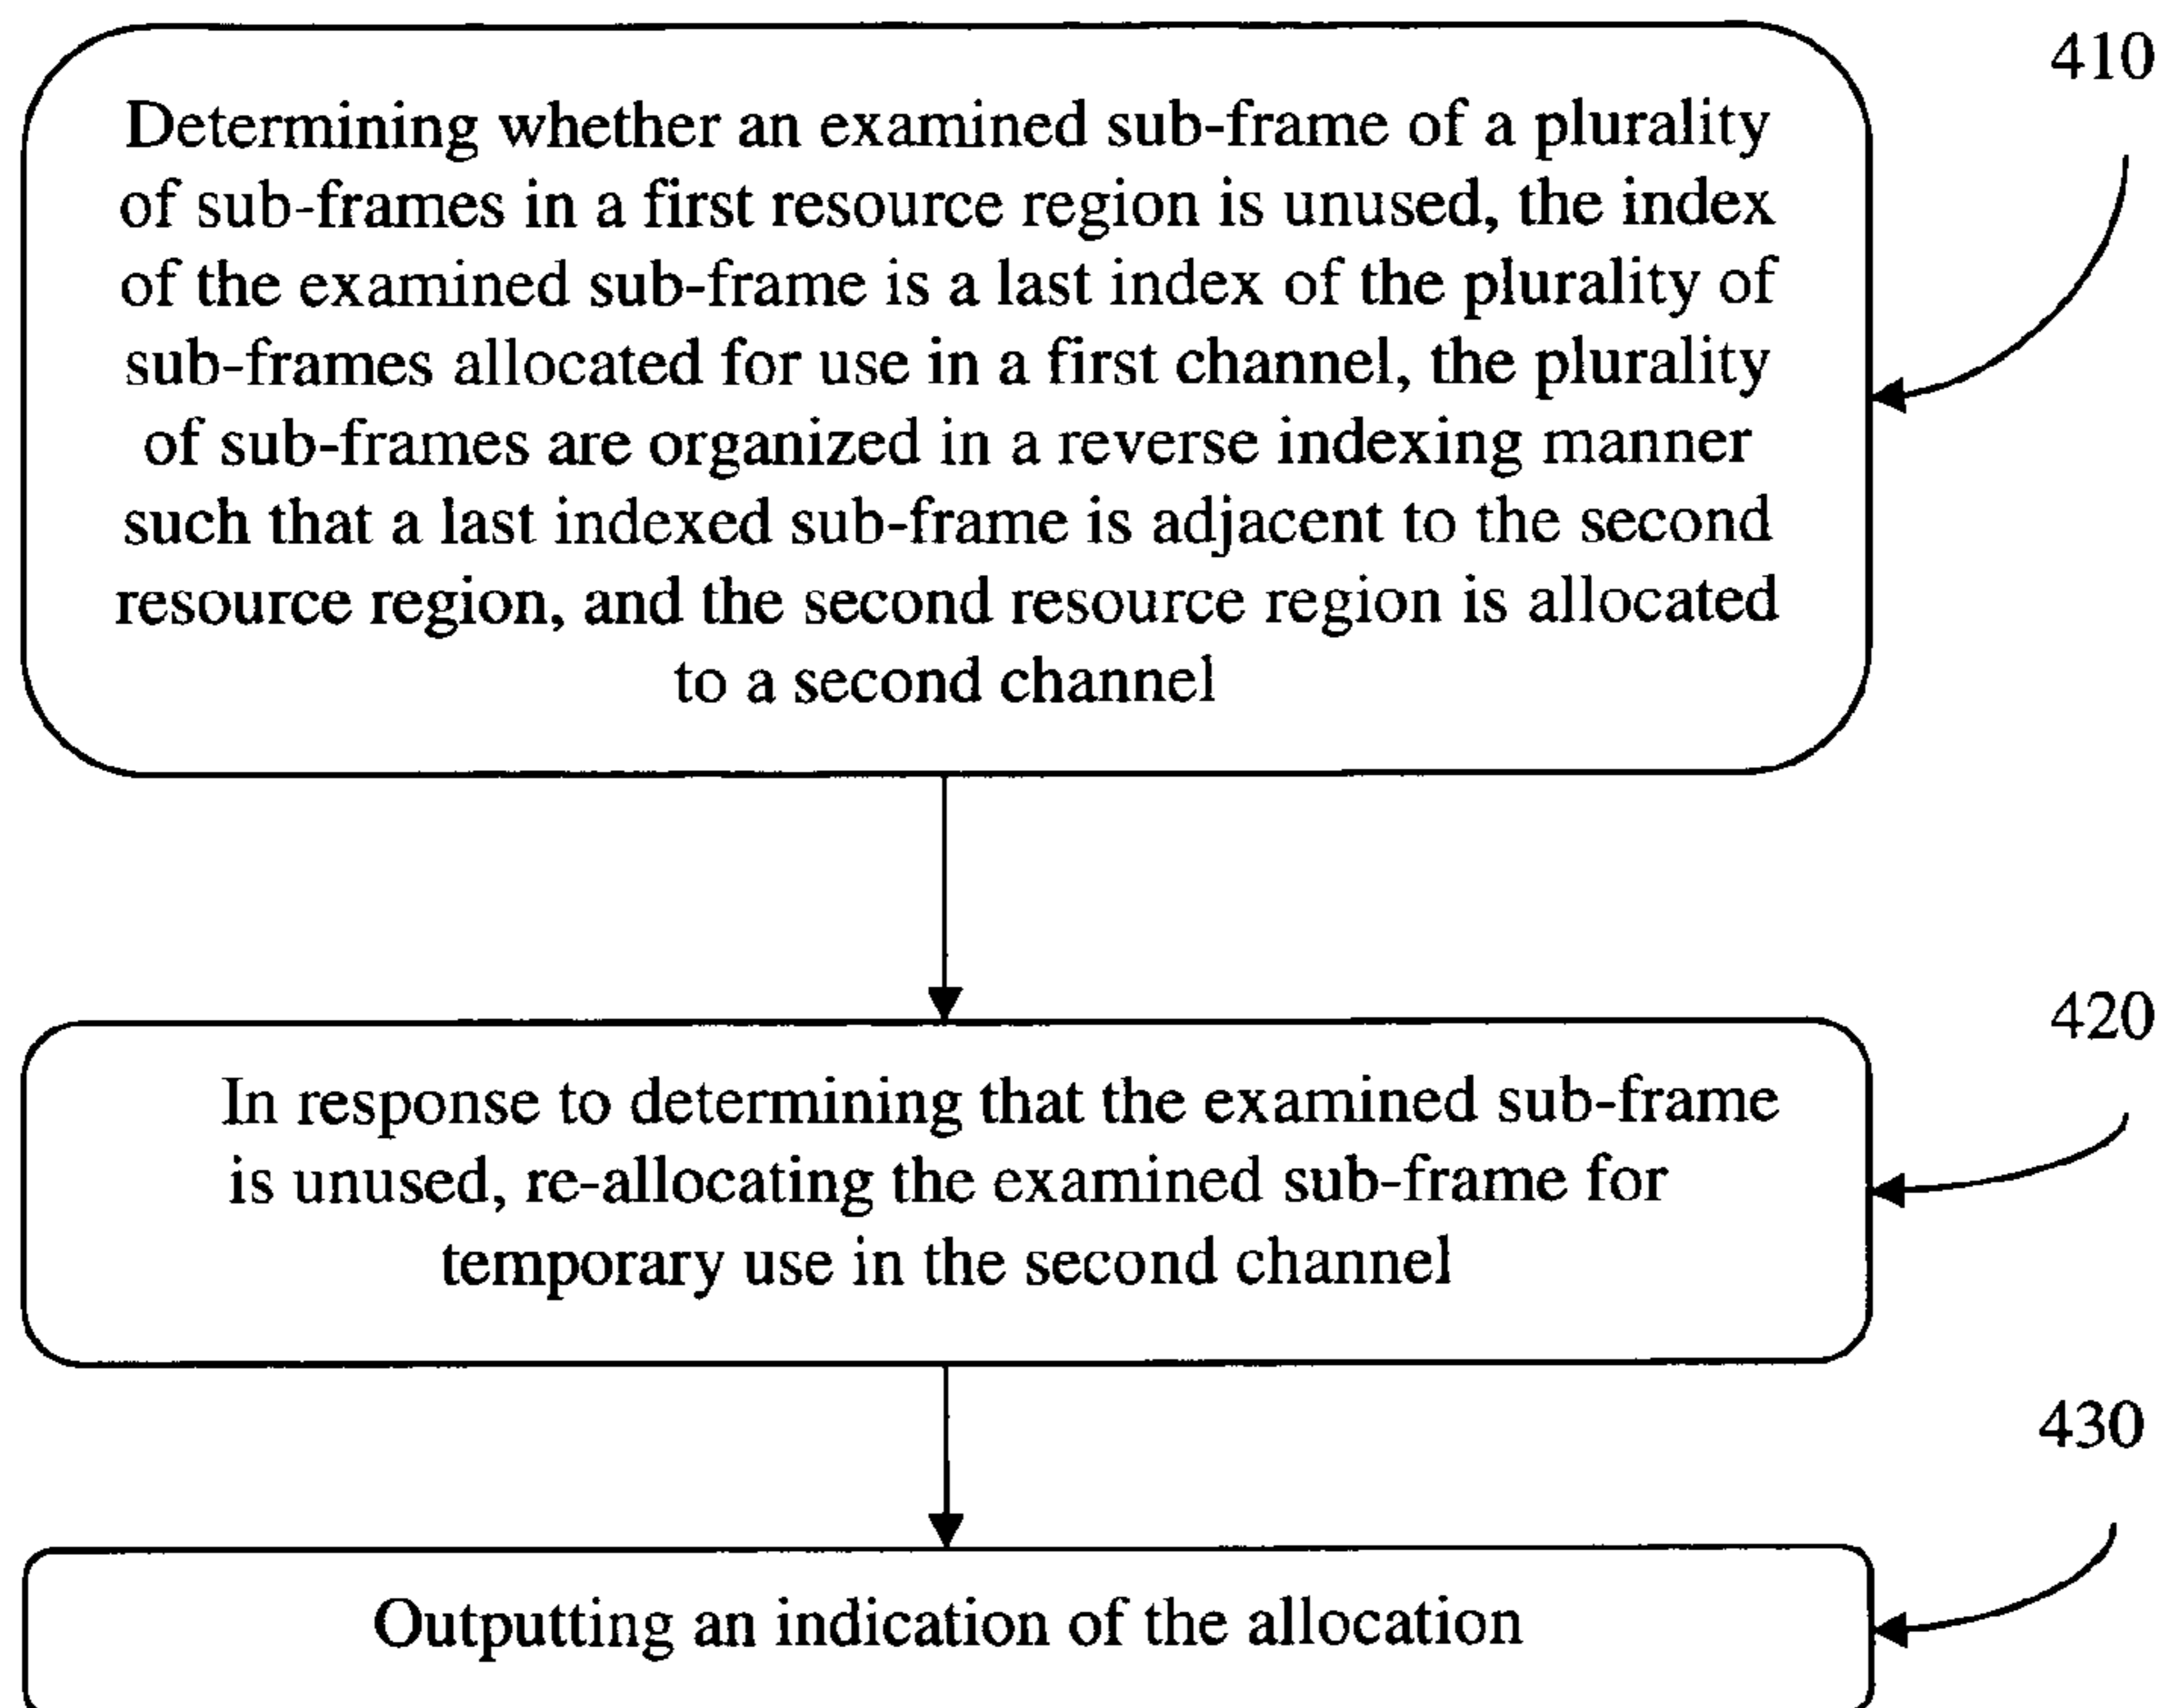 410
Determining whether an examined sub-frame of a plurality
of sub-frames in a first resource region is unused, the index
of the examined sub-frame is a last index of the plurality of
sub-frames allocated for use in a first channel, the plurality
of sub-frames are organized in a reverse indexing manner
such that a last indexed sub-frame is adjacent to the second
resource region, and the second resource region is allocated
to a second channel
420
In response to determining that the examined sub-frame
is unused, re-allocating the examined sub-frame for
temporary use in the second channel
430
Outputting an indication of the allocation